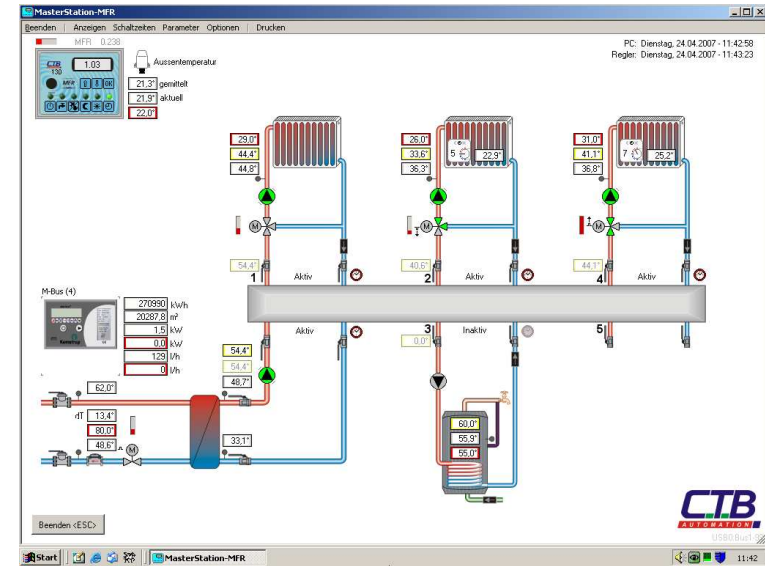 MasterStation-MFR
Beenden Anzeigen Schaltzeiten Parameter Optionen Drucken
MFR 0.238
PC: Dienstag, 24.04.2007 - 11:42:58
Regler: Dienstag, 24.04.2007 - 11:43:23
CTB
130
1.03
MFR
OK
Aussentemperatur
21,3° gemittelt
21,9° aktuell
22,0°
29,0°
44,4°
44,8°
26,0°
33,6°
36,3°
5
22,9°
31,0°
41,1°
36,8°
7
25,2°
M
M
M
54,4°
1
Aktiv
40,6°
2
Aktiv
44,1°
4
Aktiv
M-Bus (4)
270990 kWh
20287,8 m³
1,5 kW
0,0 kW
129 l/h
0 l/h
Aktiv
3
Inaktiv
5
0,0°
54,4°
54,4°
48,7°
62,0°
dT 13,4°
80,0°
48,6°
M
33,1°
60,0°
55,9°
55,0°
CTB
AUTOMATION
Beenden <ESC>
Start
MasterStation-MFR
11:42